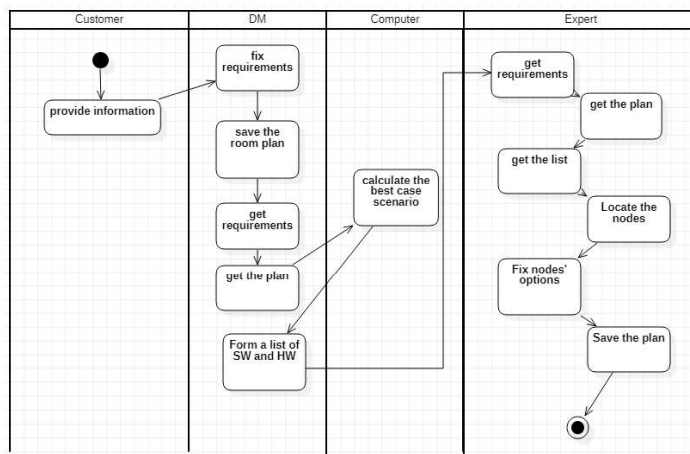 Customer
DM
Computer
Expert
provide information
fix
requirements
save the
room plan
get
requirements
get the plan
calculate the
best case
scenario
Form a list of
SW and HW
get
requirements
get the plan
get the list
Locate the
nodes
Fix nodes'
options
Save the plan